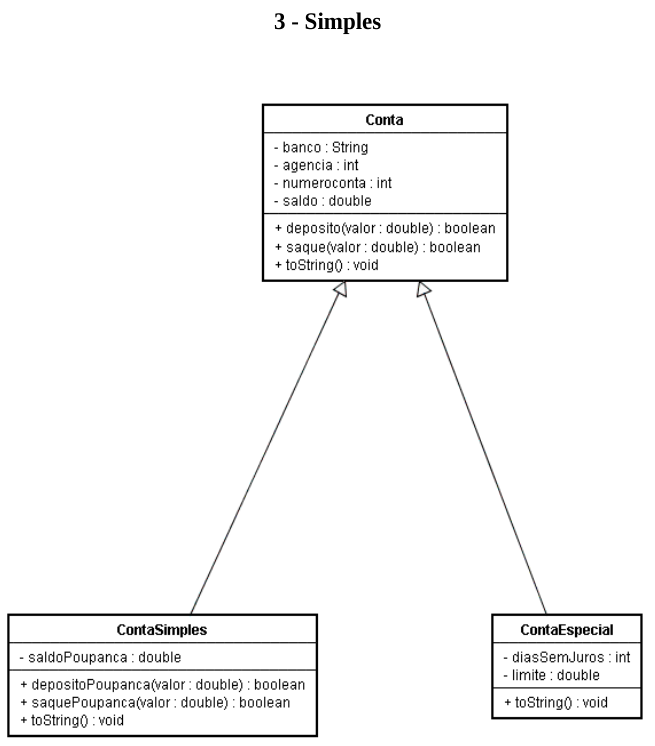 3 - Simples
Conta
- banco : String
- agencia : int
- numeroconta : int
- saldo : double
+ deposito(valor : double) : boolean
+ saque(valor : double) : boolean
+ toString() : void
ContaSimples
- saldoPoupanca : double
+ depositoPoupanca(valor : double) : boolean
+ saquePoupanca(valor : double) : boolean
+ toString() : void
ContaEspecial
- diasSemJuros : int
- limite : double
+ toString() : void